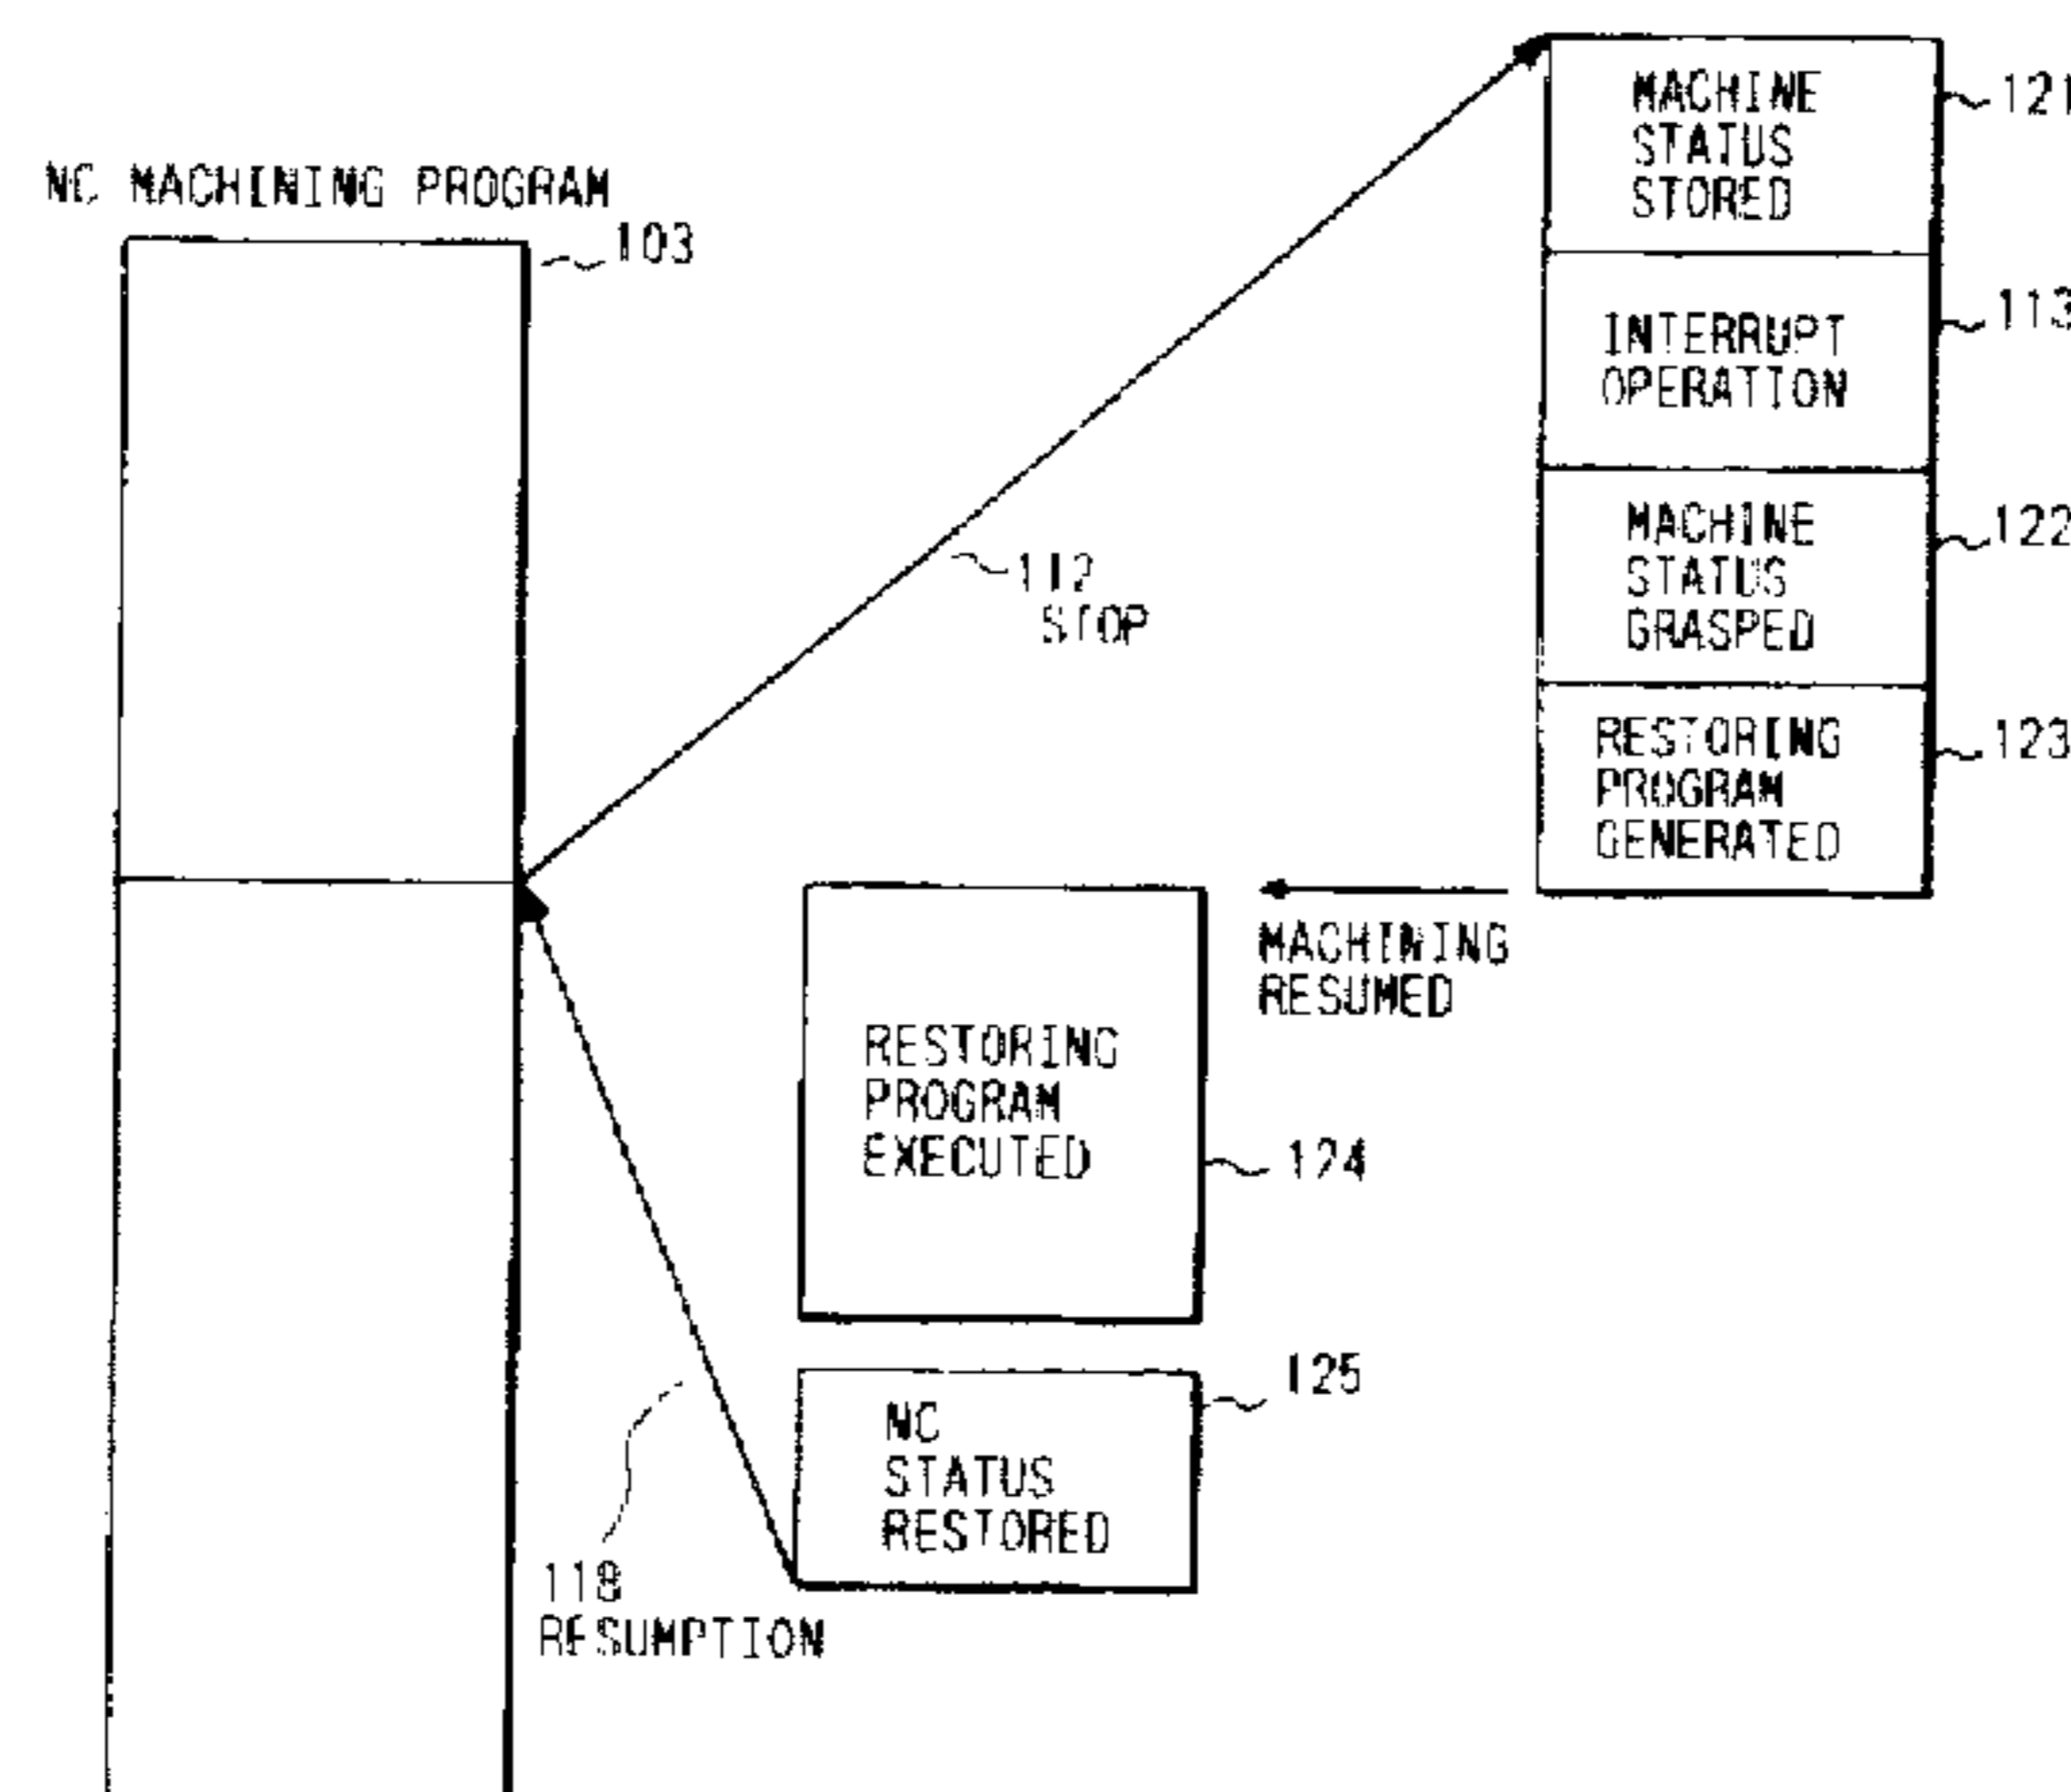 NC MACHINING PROGRAM
103
MACHINE
STATUS
STORED
121
INTERRUPT
OPERATION
113
112
STOP
MACHINE
STATUS
GRASPED
122
RESTORING
PROGRAM
GENERATED
123
MACHINING
RESUMED
RESTORING
PROGRAM
EXECUTED
124
125
NC
STATUS
RESTORED
118
RESUMPTION